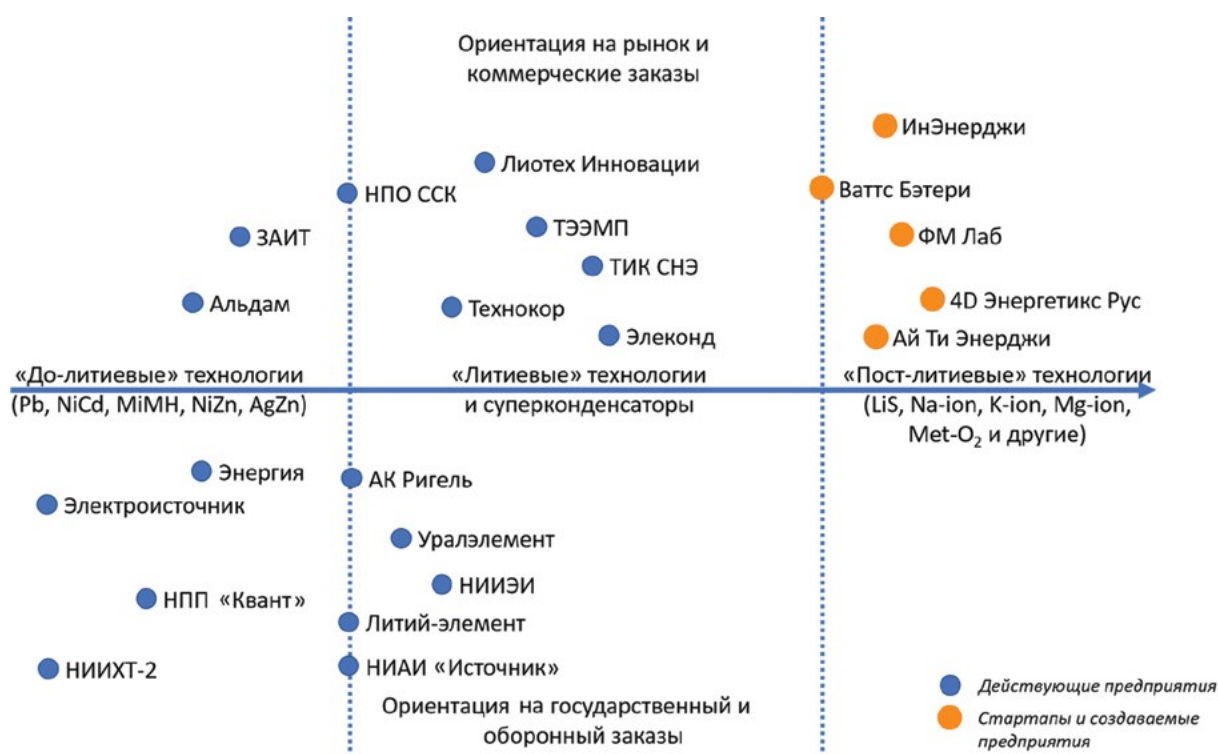 Ориентация на рынок и
коммерческие заказы
ИнЭнерджи
Лиотех Инновации
НПО ССК
Ваттс Бэтери
ЗАИТ
ТЭЭМП
ФМ Лаб
ТИК СНЭ
Альдам
Технокор
4D Энергетикс Рус
Элеконд
Ай Ти Энерджи
«До-литиевые» технологии
(Pb, NiCd, MiMH, NiZn, AgZn)
«Литиевые» технологии
и суперконденсаторы
«Пост-литиевые» технологии
(LiS, Na-ion, K-ion, Mg-ion,
Met-O₂ и другие)
Энергия
АК Ригель
Электроисточник
Уралэлемент
НИИЭИ
НПП «Квант»
Литий-элемент
НИИХТ-2
НИАИ «Источник»
Ориентация на государственный и
оборонный заказы
Действующие предприятия
Стартапы и создаваемые
предприятия